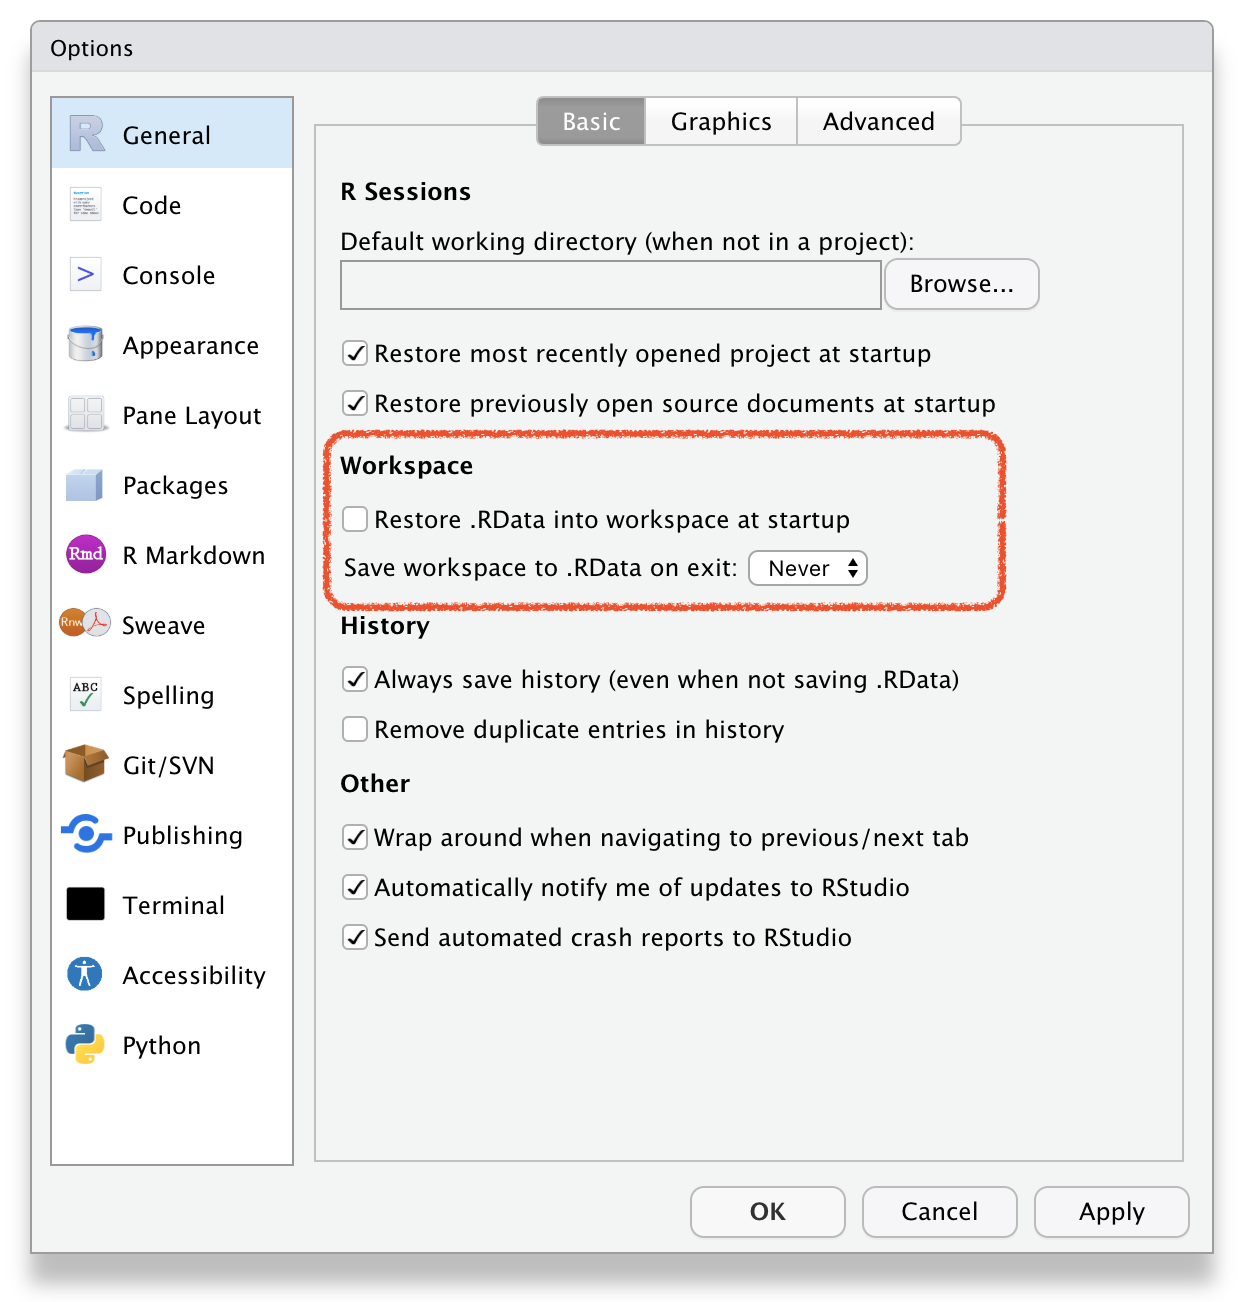 Options
General
Code
>
Console
Appearance
Pane Layout
Packages
Rmd
R Markdown
Rnw
Sweave
ABC
Spelling
Git/SVN
Publishing
Terminal
Accessibility
Python
Basic
Graphics
Advanced
R Sessions
Default working directory (when not in a project):
Browse...
Restore most recently opened project at startup
Restore previously open source documents at startup
Workspace
Restore .RData into workspace at startup
Save workspace to .RData on exit: Never
History
Always save history (even when not saving .RData)
Remove duplicate entries in history
Other
Wrap around when navigating to previous/next tab
Automatically notify me of updates to RStudio
Send automated crash reports to RStudio
OK
Cancel
Apply